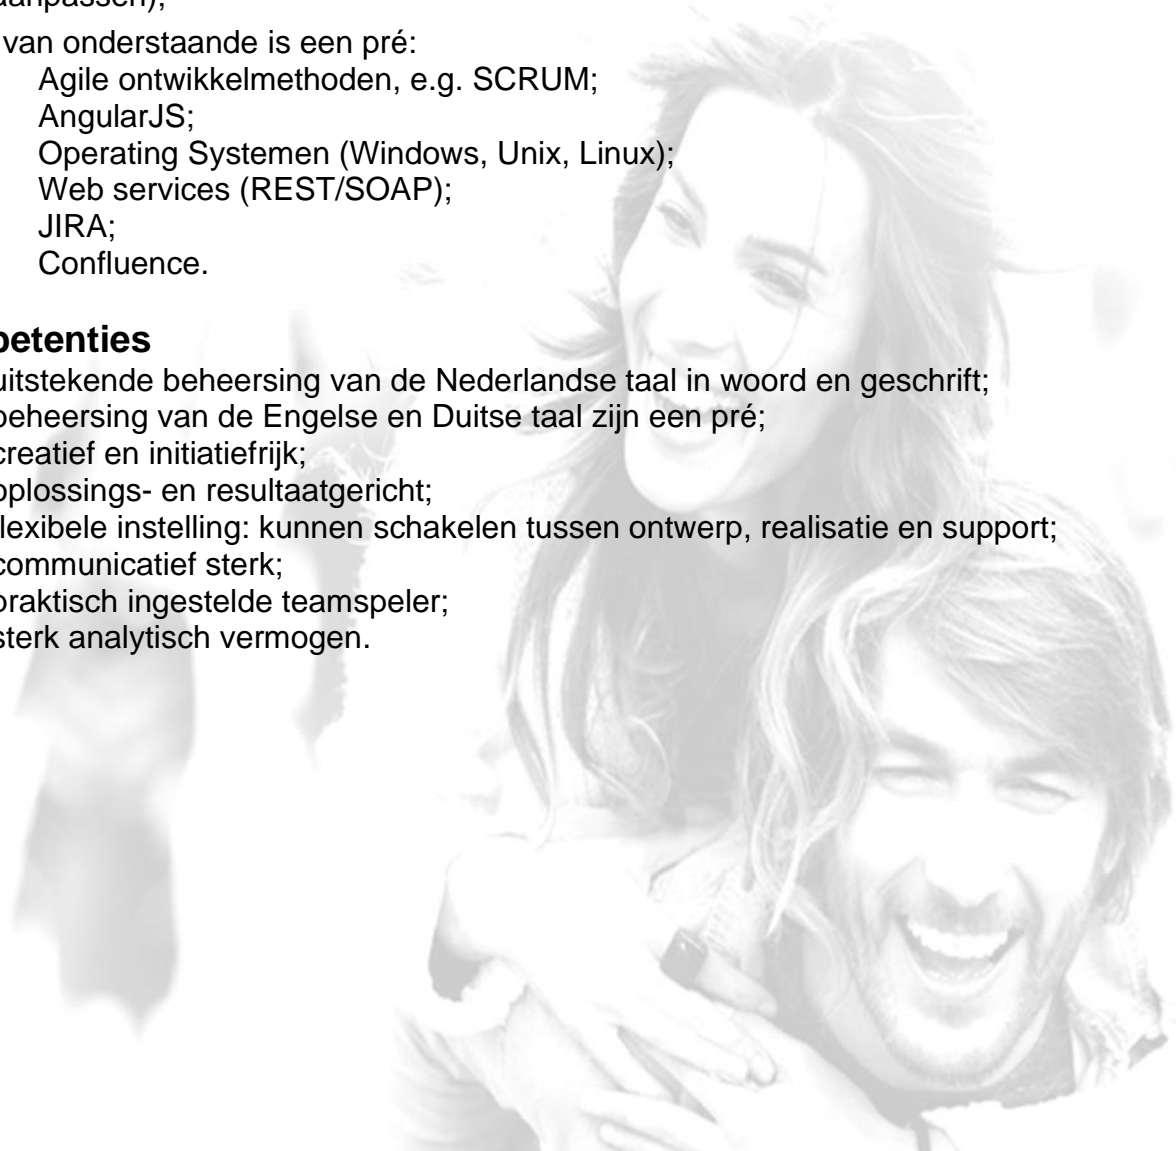 aanpassen);
van onderstaande is een pré:
Agile ontwikkelmethoden, e.g. SCRUM;
AngularJS;
Operating Systemen (Windows, Unix, Linux);
Web services (REST/SOAP);
JIRA;
Confluence.
petenties
uitstekende beheersing van de Nederlandse taal in woord en geschrift;
beheersing van de Engelse en Duitse taal zijn een pré;
creatief en initiatiefrijk;
oplossings- en resultaatgericht;
flexibele instelling: kunnen schakelen tussen ontwerp, realisatie en support;
communicatief sterk;
praktisch ingestelde teamspeler;
sterk analytisch vermogen.